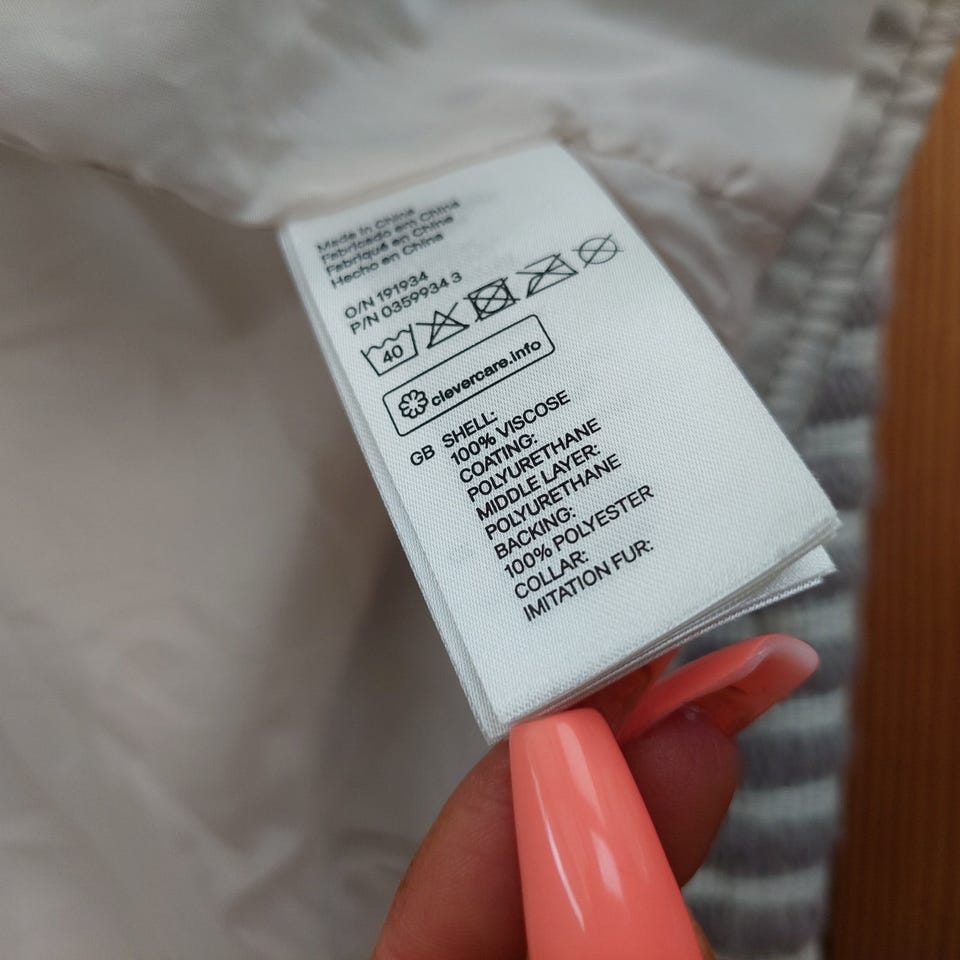 Made in China
Fabricado em China
Fabriqué en China
Hecho en China
O/N 191934
P/N 0359934 3
40
clevercare.info
GB SHELL:
100% VISCOSE
COATING:
POLYURETHANE
MIDDLE LAYER:
POLYURETHANE
BACKING:
100% POLYESTER
COLLAR:
IMITATION FUR: